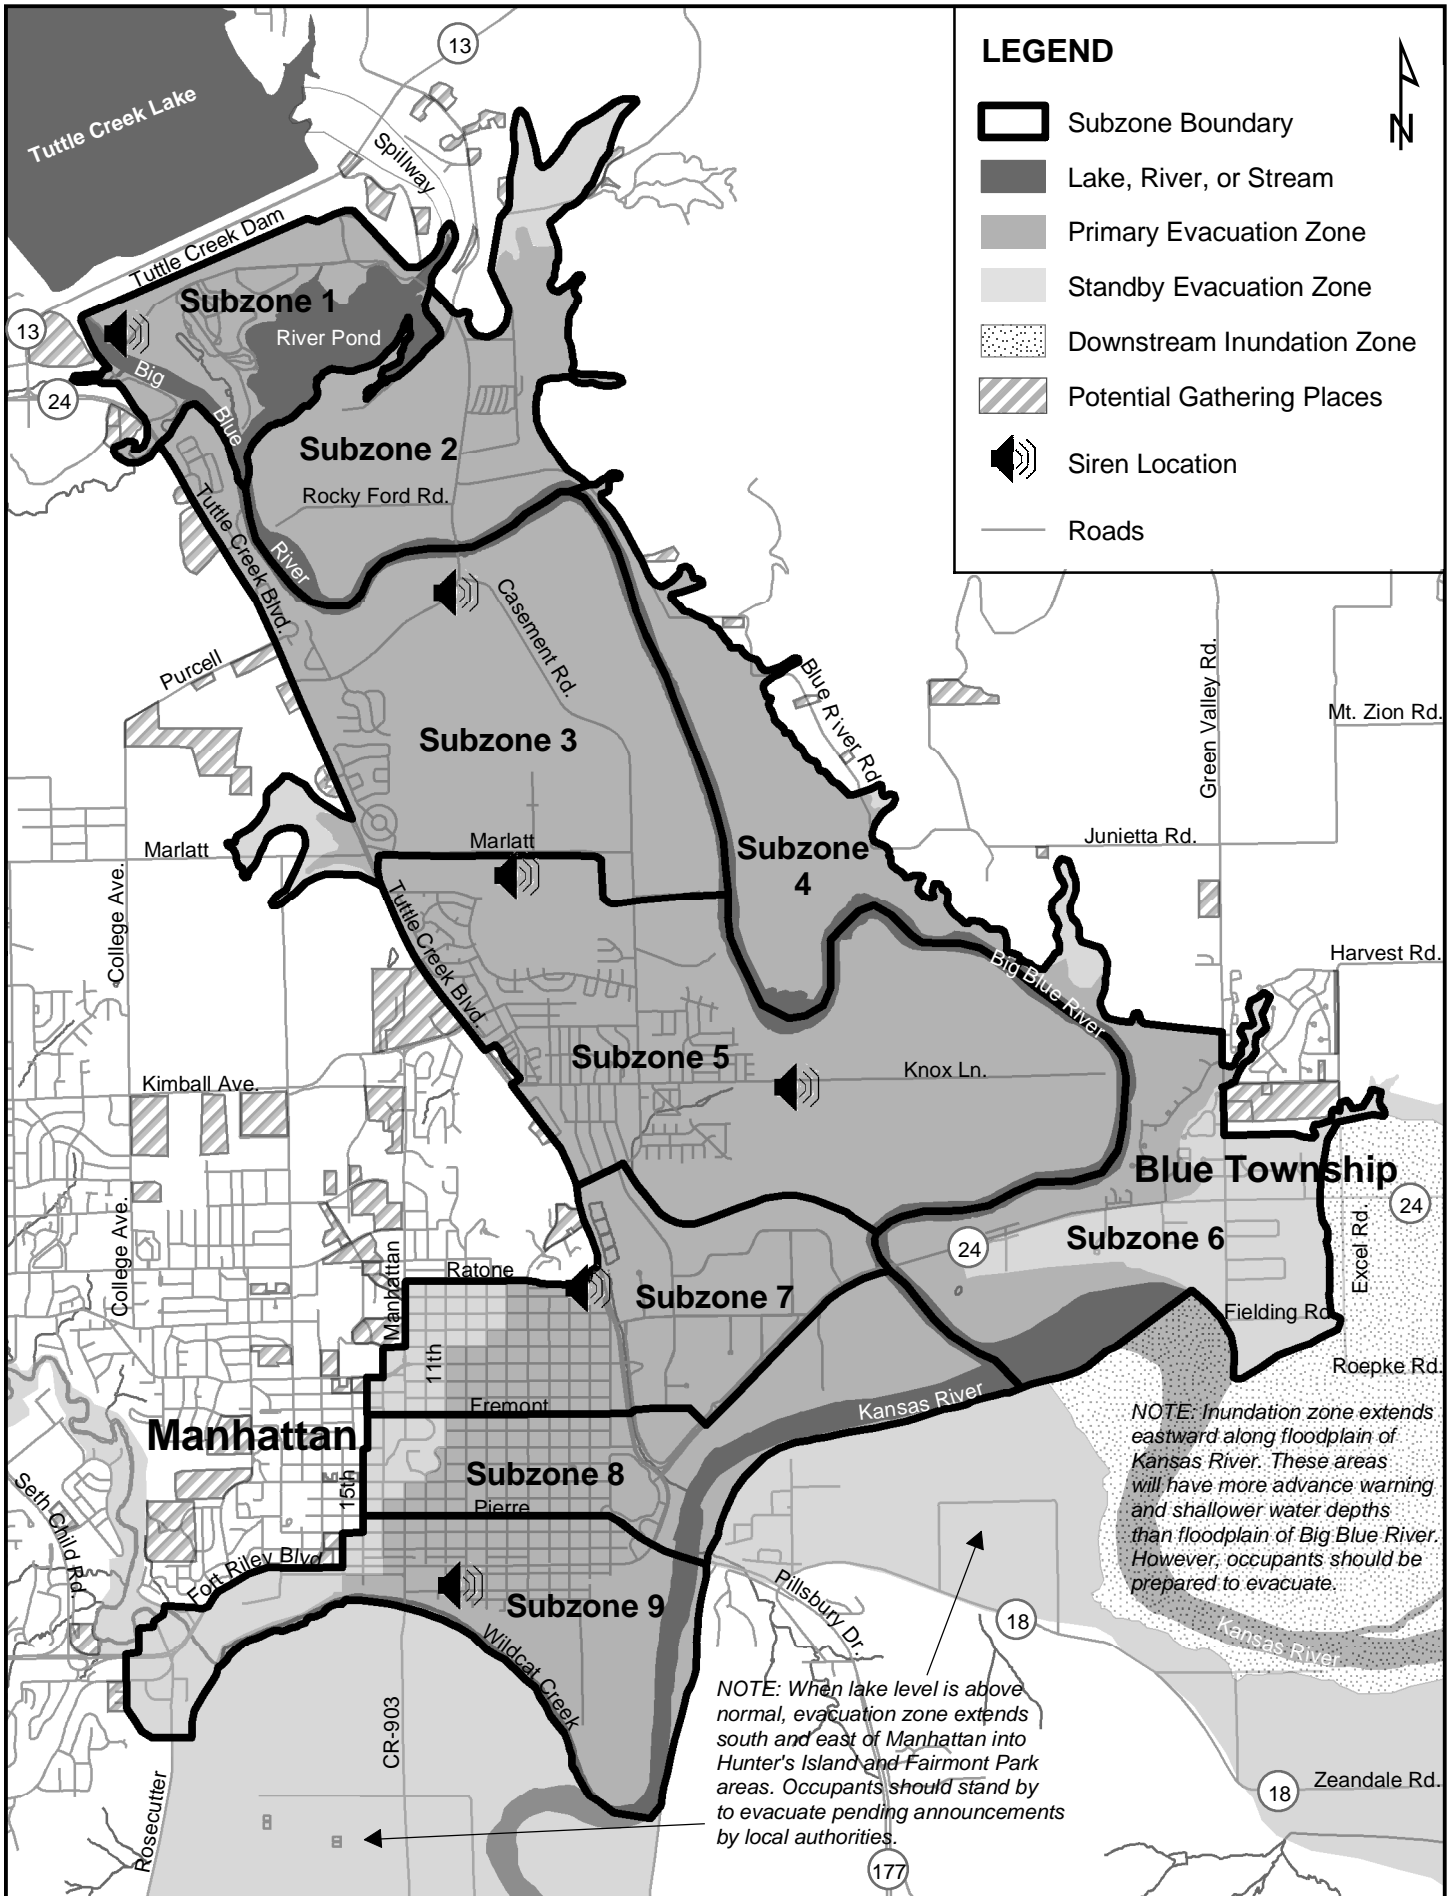 13
LEGEND
N
Subzone Boundary
Lake, River, or Stream
Primary Evacuation Zone
Standby Evacuation Zone
Downstream Inundation Zone
Potential Gathering Places
Siren Location
Roads
Tuttle Creek Lake
Spillway
Tuttle Creek Dam
Subzone 1
River Pond
13
Big
24
Blue
Subzone 2
Rocky Ford Rd.
Tuttle Creek Blvd.
River
Casement Rd.
Purcell
Blue River Rd.
Green Valley Rd.
Mt. Zion Rd.
Subzone 3
Marlatt
Marlatt
Junietta Rd.
Subzone
4
College Ave.
Tuttle Creek Blvd.
Harvest Rd.
Big Blue River
Subzone 5
Knox Ln.
Kimball Ave.
Blue Township
24
College Ave.
Manhattan
24
Subzone 6
Excel Rd.
Ratone
Subzone 7
Fielding Rd.
11th
Roepke Rd.
Fremont
Kansas River
NOTE: Inundation zone extends
eastward along floodplain of
Kansas River. These areas
will have more advance warning
and shallower water depths
than floodplain of Big Blue River.
However, occupants should be
prepared to evacuate.
Manhattan
Subzone 8
15th
Pierre
Seth Child Rd.
Fort Riley Blvd.
Subzone 9
Pillsbury Dr.
18
Kansas River
Wildcat Creek
NOTE: When lake level is above
normal, evacuation zone extends
south and east of Manhattan into
Hunter's Island and Fairmont Park
areas. Occupants should stand by
to evacuate pending announcements
by local authorities.
CR-903
Rosecutter
18
Zeandale Rd.
177